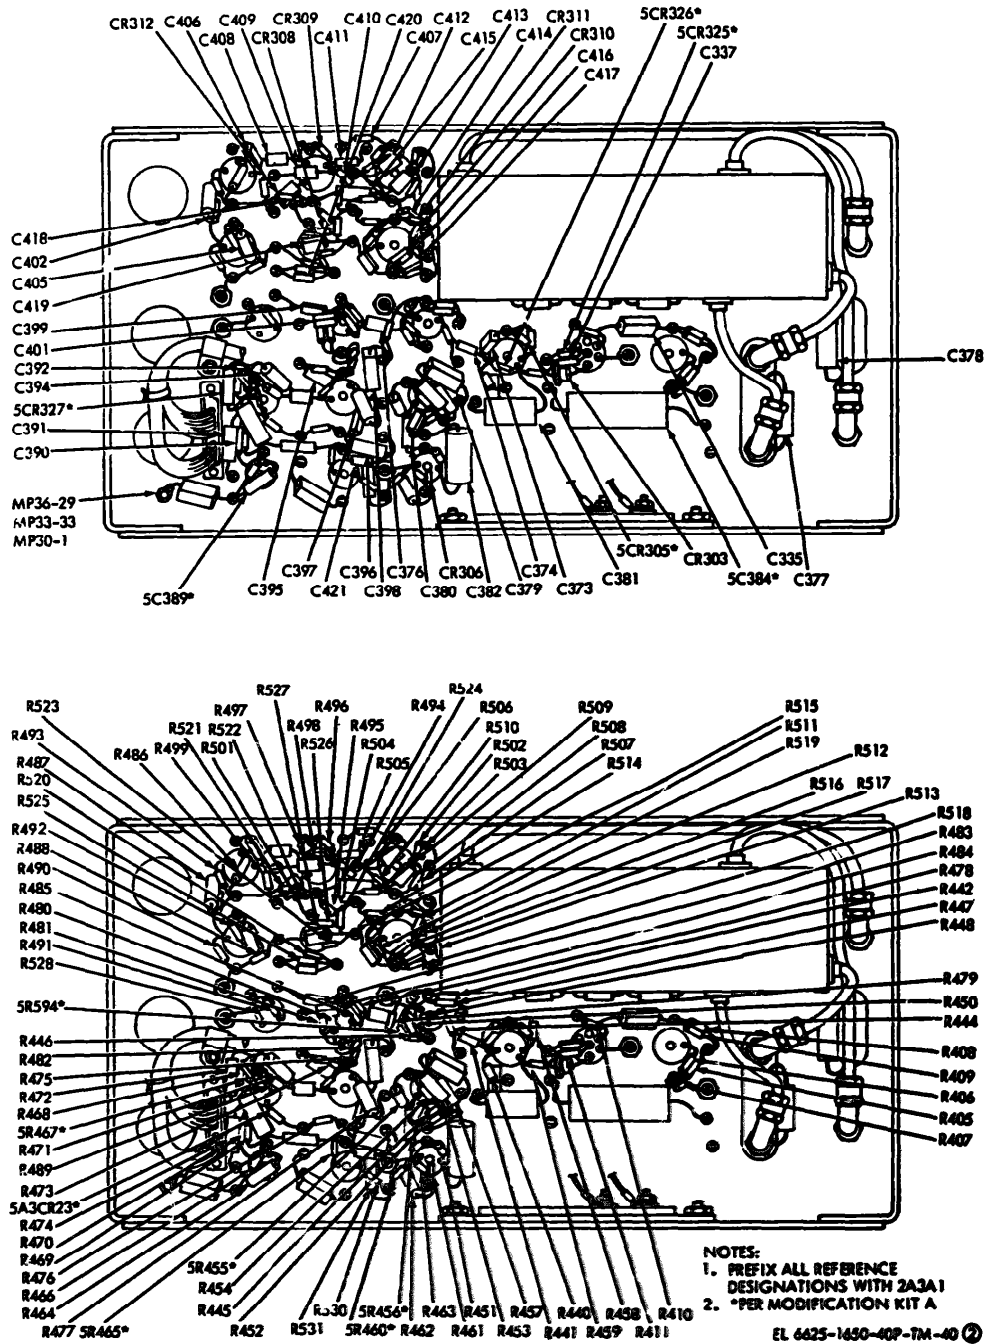 CR312 C406 C409 CR309 C410 C420 C412 C413 CR311 5CR326*
C408 CR308 C411 C407 C415 C414 CR310 5CR325*
C416 C337
C417
C418
C402
C405
C419
C399
C401
C392
C394
5CR327*
C391
C390
C378
MP36-29
MP33-33
MP30-1
5C389*
C395
C397
C421
C396
C398
C376
C380
CR306
C382
C379
C374
C373
C381
5CR305*
CR303
5C384*
C335
C377
R523
R493
R487
R520
R525
R492
R488
R490
R485
R480
R481
R491
R528
5R594*
R446
R482
R475
R472
R468
5R467*
R471
R489
R473
5A3CR23*
R474
R470
R469
R476
R466
R464
R477 5R465*
R486
R499
R521
R501
R522
R497
R527
R498
R526
R496
R495
R504
R505
R494
R524
R506
R510
R502
R503
R509
R508
R507
R514
R515
R511
R519
R512
R516 R517
R513
R518
R483
R484
R478
R442
R447
R448
R479
R450
R444
R408
R409
R406
R405
R407
5R455*
R454
R445
R452
R531
R530
5R456*
5R460*
R462
R463
R461
R451
R453
R457
R441
R440
R459
R458
R411
R410
NOTES:
1. PREFIX ALL REFERENCE
DESIGNATIONS WITH 2A3A1
2. *PER MODIFICATION KIT A
EL 6625-1650-40P-TM-40 2